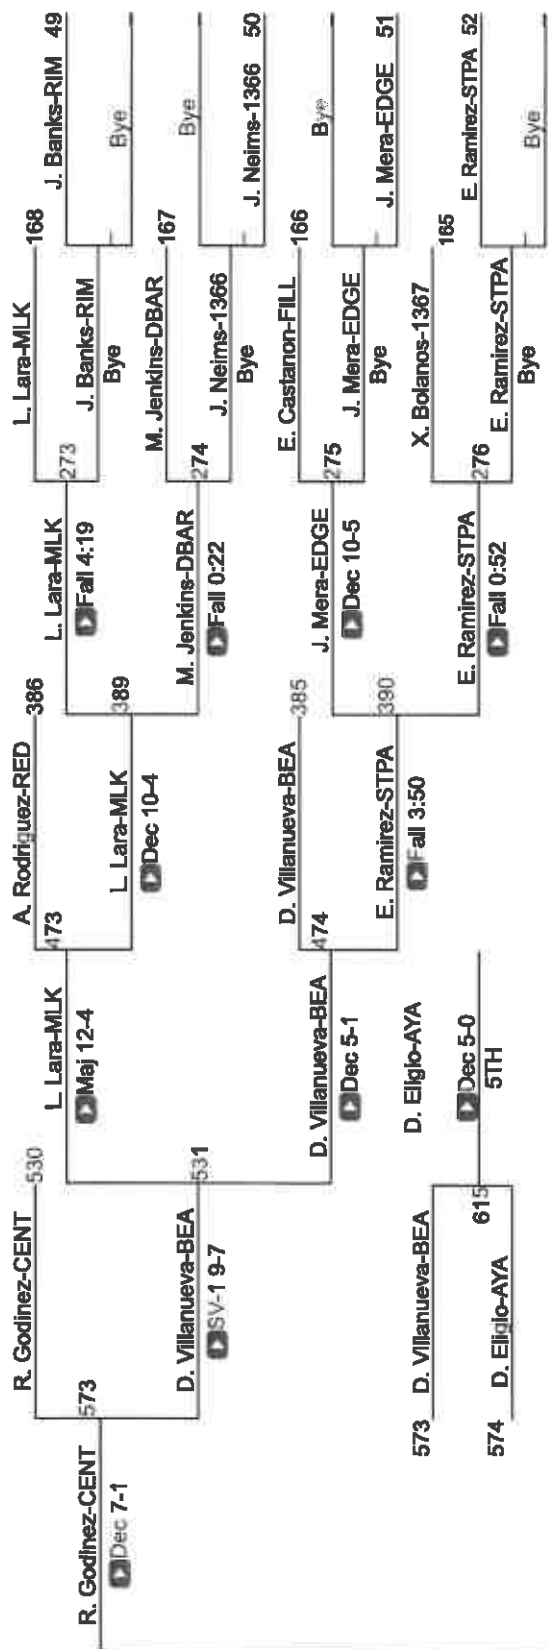 R. Godinez-CENT 530
A. Rodriguez-RED 386
L. Lara-MLK 168
J. Banks-RIM 49
L. Lara-MLK
473
L. Lara-MLK
273
Maj 12-4
Fall 4:19
J. Banks-RIM
Bye
Bye
R. Godinez-CENT
573
L. Lara-MLK
389
Dec 7-1
Dec 10-4
M. Jenkins-DBAR 167
Bye
D. Villanueva-BEA
531
M. Jenkins-DBAR
274
SV-1 9-7
Fall 0:22
J. Neims-1366
J. Neims-1366 50
Bye
D. Villanueva-BEA 385
E. Castanon-FILL 166
Bye
D. Villanueva-BEA
474
J. Mera-EDGE
275
Dec 5-1
Dec 10-5
J. Mera-EDGE
J. Mera-EDGE 51
Bye
E. Ramirez-STPA
390
Fall 3:50
573 D. Villanueva-BEA
D. Eligio-AYA
X. Bolanos-1367 165
E. Ramirez-STPA 52
615
Dec 5-0
5TH
E. Ramirez-STPA
276
Fall 0:52
574 D. Eligio-AYA
E. Ramirez-STPA
Bye
Bye